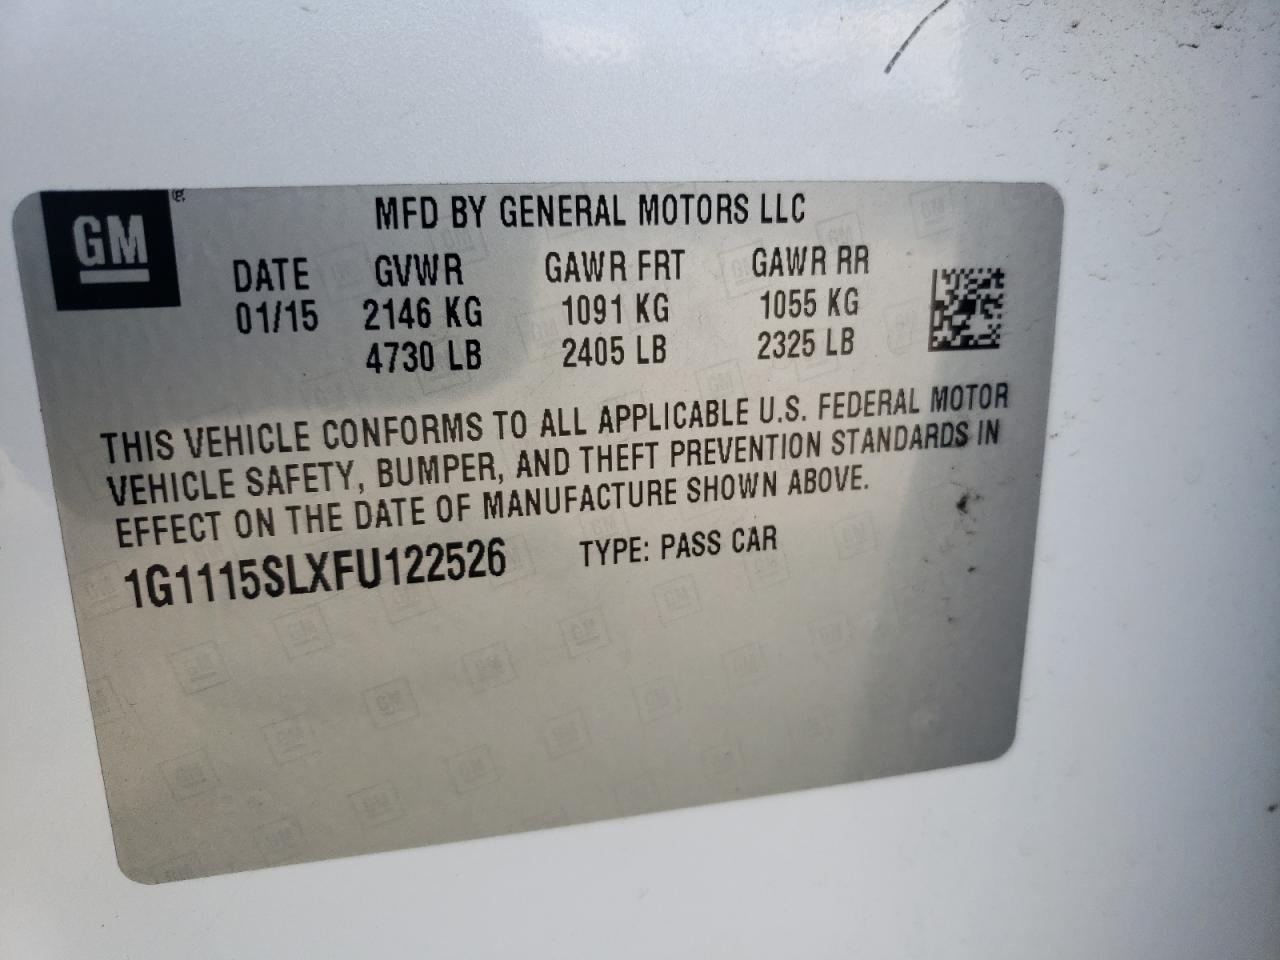 GM
MFD BY GENERAL MOTORS LLC
DATE GVWR GAWR FRT GAWR RR
01/15 2146 KG 1091 KG 1055 KG
4730 LB 2405 LB 2325 LB
THIS VEHICLE CONFORMS TO ALL APPLICABLE U.S. FEDERAL MOTOR
VEHICLE SAFETY, BUMPER, AND THEFT PREVENTION STANDARDS IN
EFFECT ON THE DATE OF MANUFACTURE SHOWN ABOVE.
1G1115SLXFU122526 TYPE: PASS CAR